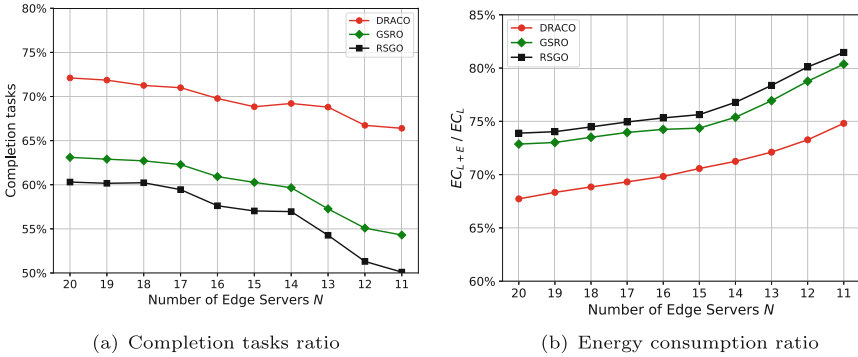 80%
75%
70%
65%
60%
55%
50%
Completion tasks
DRACO
GSRO
RSGO
20 19 18 17 16 15 14 13 12 11
Number of Edge Servers N
(a) Completion tasks ratio
85%
80%
75%
70%
65%
60%
EC_{L+E} / EC_L
DRACO
GSRO
RSGO
20 19 18 17 16 15 14 13 12 11
Number of Edge Servers N
(b) Energy consumption ratio